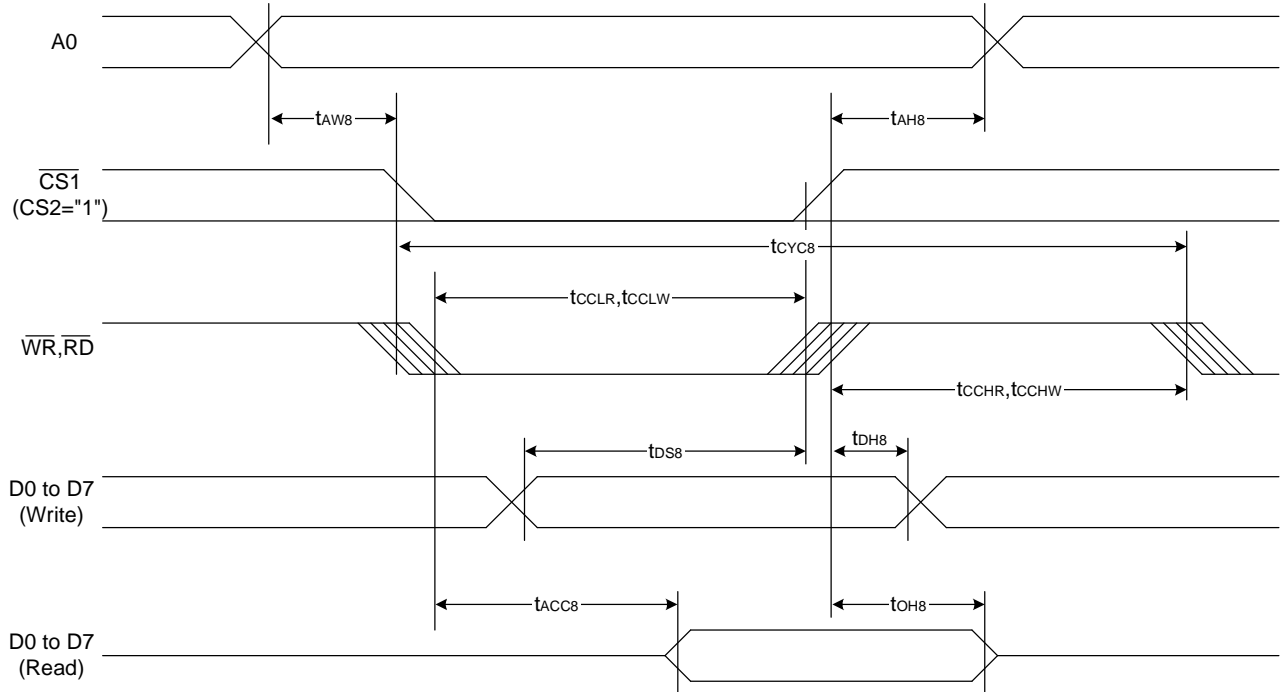 A0
tAW8
tAH8
CS1
(CS2="1")
tCYC8
tCCLR,tCCLW
WR,RD
tCCHR,tCCHW
tDS8
tDH8
D0 to D7
(Write)
tACC8
tOH8
D0 to D7
(Read)